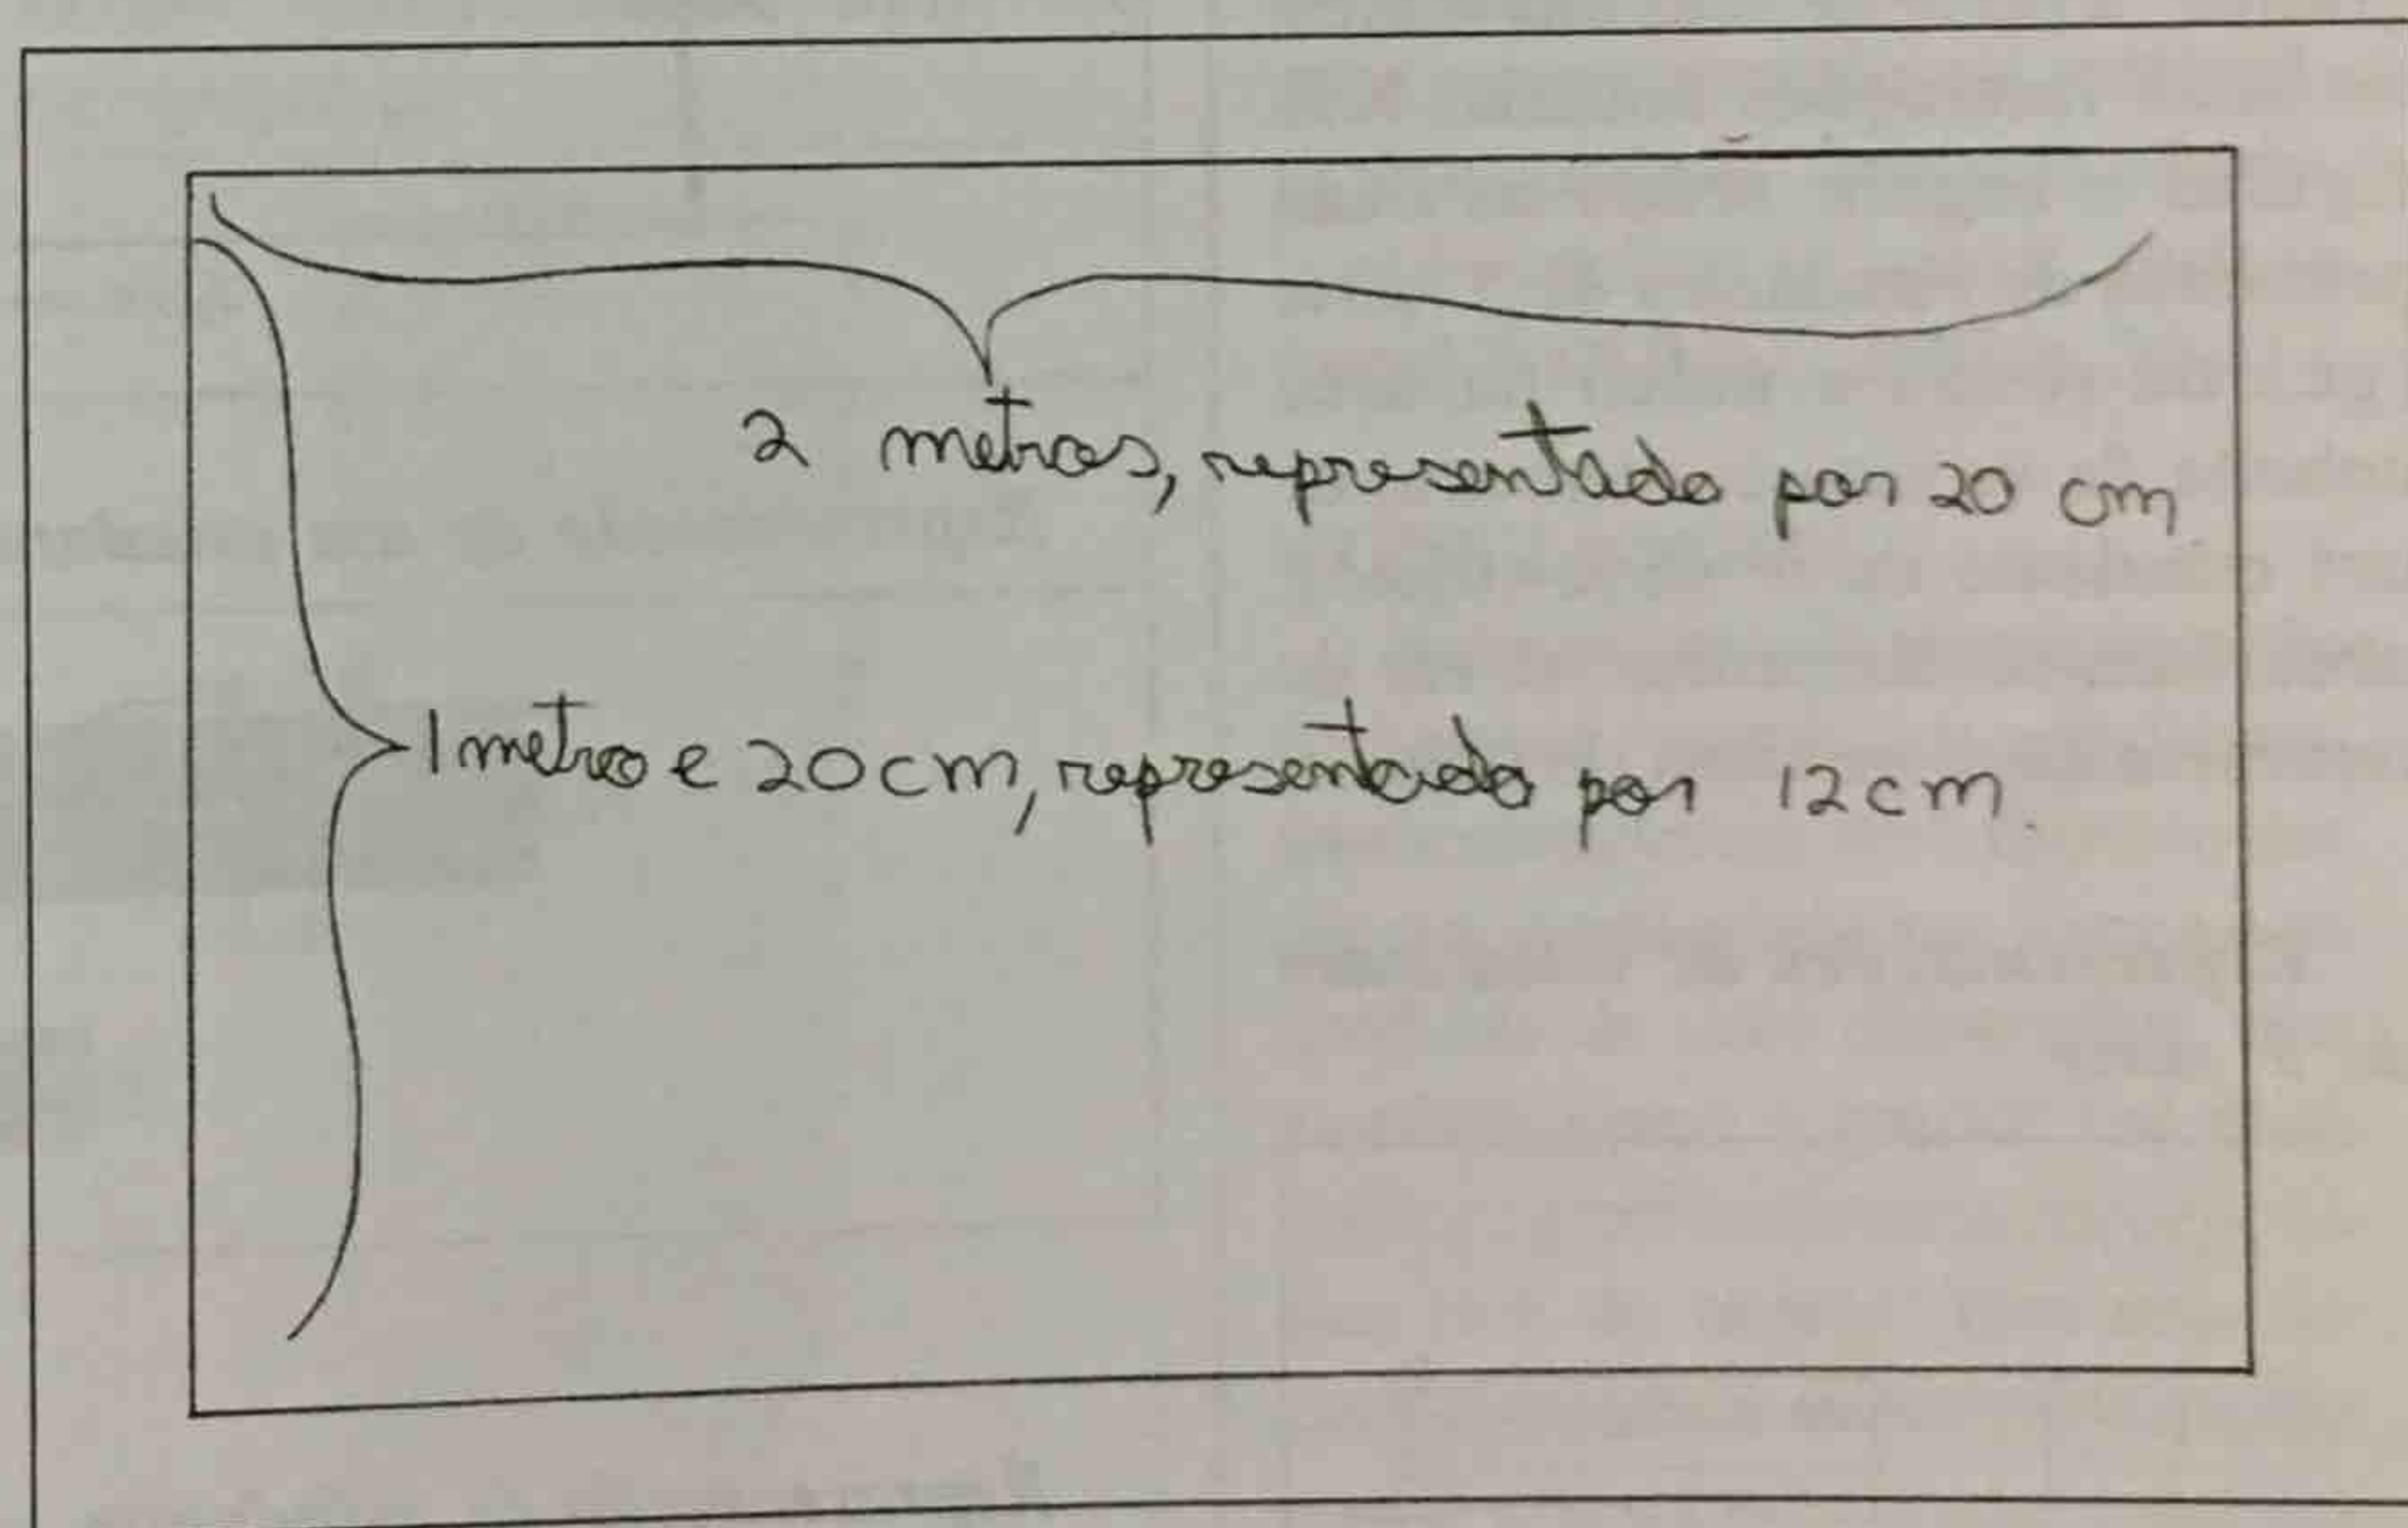 2 metros, representado por 20 cm
1 metro e 20 cm, representado por 12 cm.